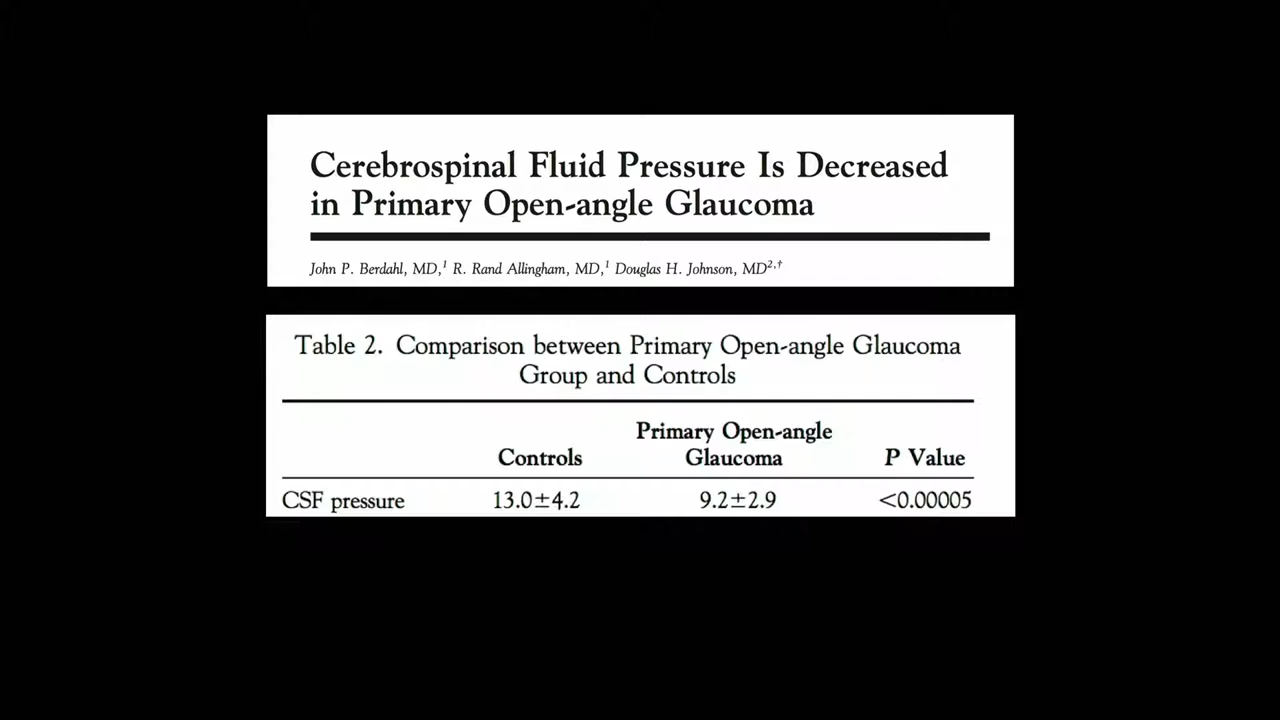 Cerebrospinal Fluid Pressure Is Decreased
in Primary Open-angle Glaucoma
John P. Berdahl, MD,¹ R. Rand Allingham, MD,¹ Douglas H. Johnson, MD²,†
Table 2. Comparison between Primary Open-angle Glaucoma
Group and Controls
Primary Open-angle
Controls Glaucoma P Value
CSF pressure 13.0±4.2 9.2±2.9 <0.00005